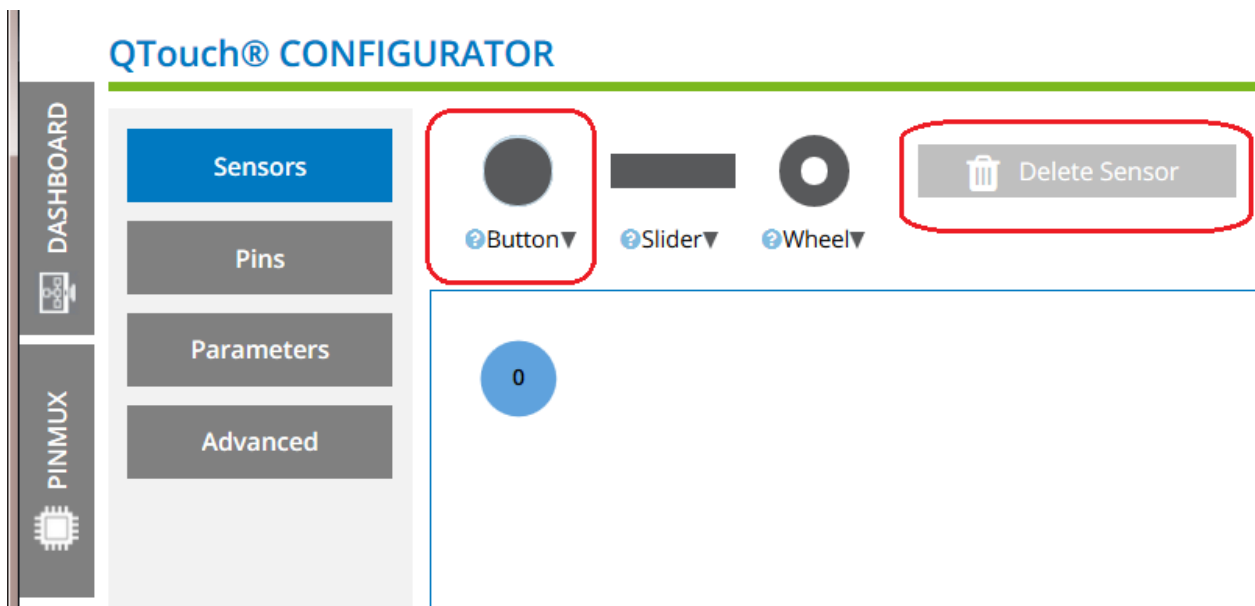 QTouch® CONFIGURATOR
DASHBOARD
PINMUX
Sensors
Pins
Parameters
Advanced
?Button▼
?Slider▼
?Wheel▼
Delete Sensor
0